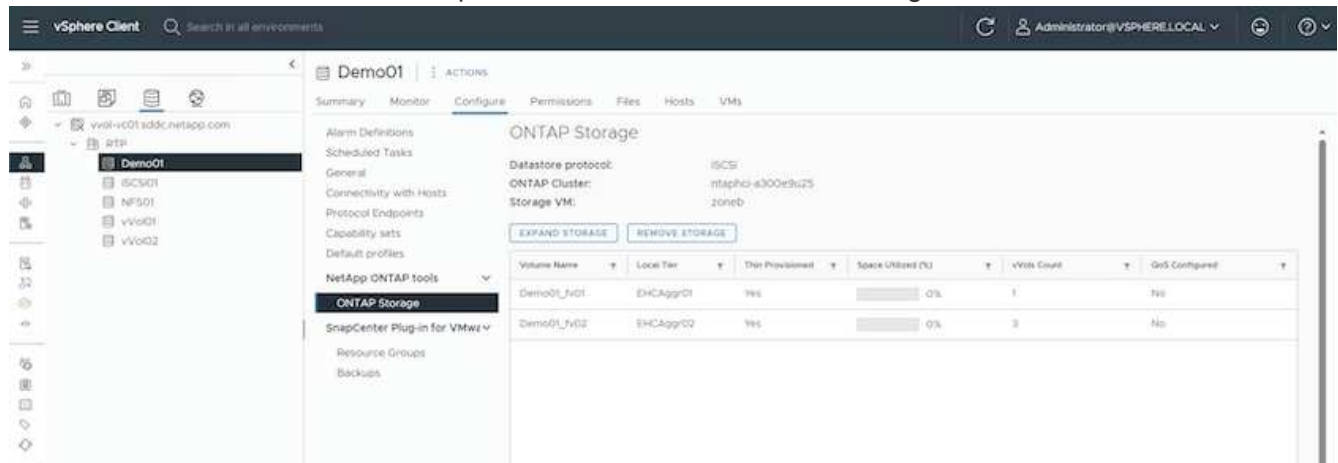 vSphere Client
Search in all environments
Administrator@VSPHERE.LOCAL
Demo01
ACTIONS
Summary Monitor Configure Permissions Files Hosts VMs
vvol-vc01.sddc.netapp.com
RTP
Demo01
iSCSI01
NFS01
vVol01
vVol02
Alarm Definitions
Scheduled Tasks
General
Connectivity with Hosts
Protocol Endpoints
Capability sets
Default profiles
NetApp ONTAP tools
ONTAP Storage
SnapCenter Plug-in for VMwa
Resource Groups
Backups
ONTAP Storage
Datastore protocol: iSCSI
ONTAP Cluster: ntaphci-a300e9u25
Storage VM: zoneb
EXPAND STORAGE REMOVE STORAGE
Volume Name Local Tier Thin Provisioned Space Utilized (%) vVols Count QoS Configured
Demo01_fv01 EHCAggr01 Yes 0% 1 No
Demo01_fv02 EHCAggr02 Yes 0% 3 No